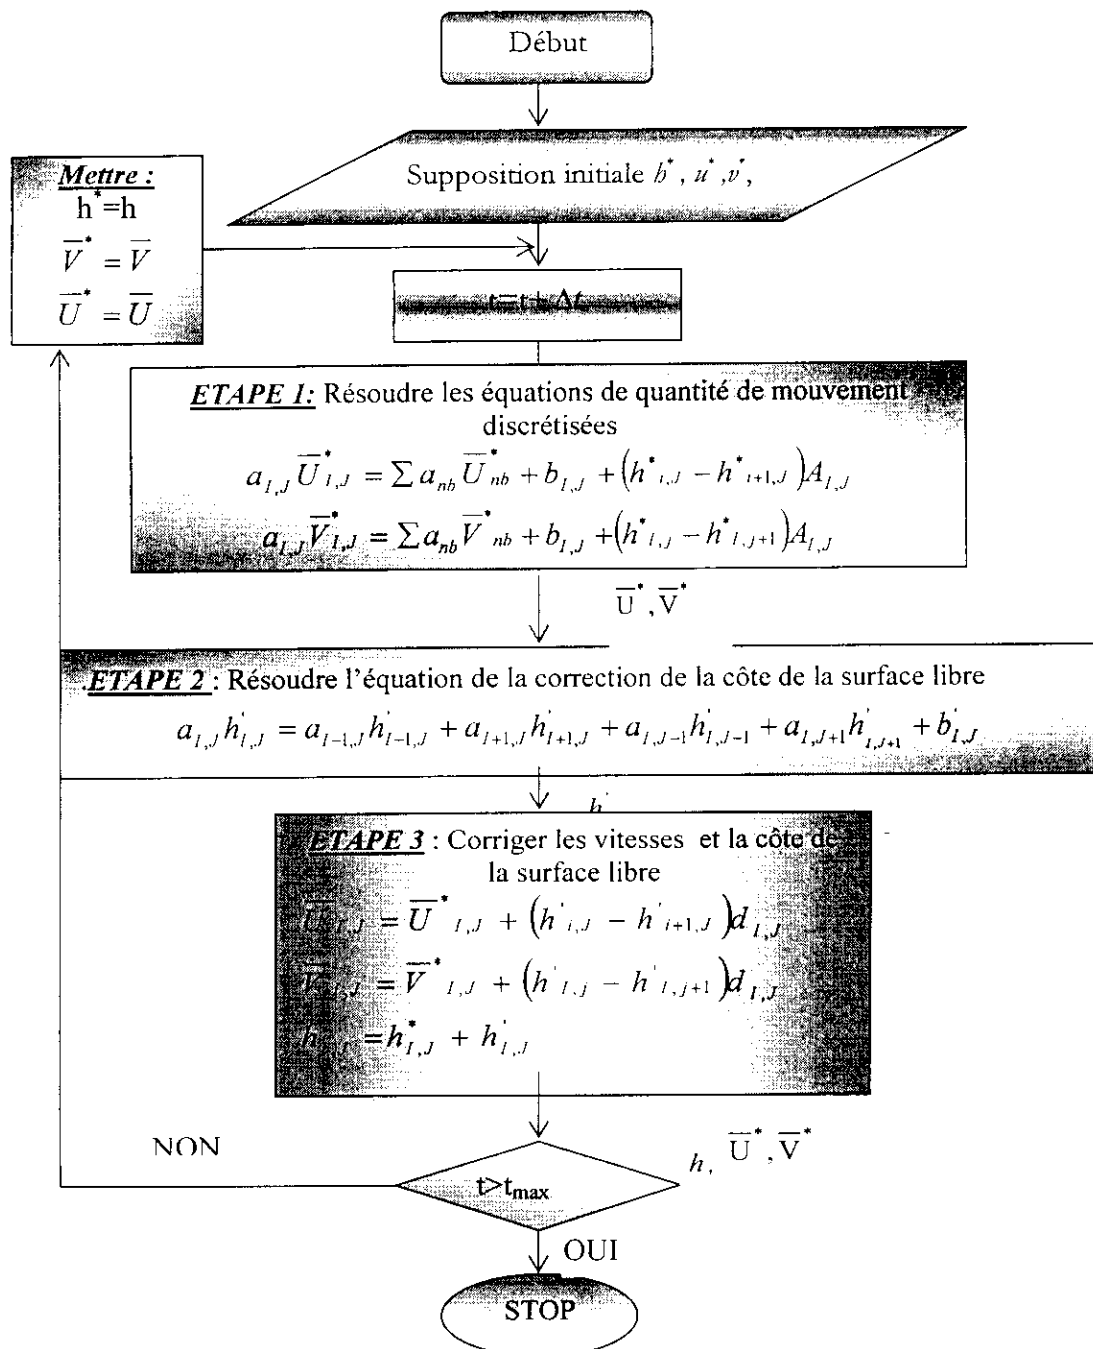 Début
Supposition initiale h*, u*, v*,
Mettre :
h*=h
V̅* = V̅
U̅* = U̅
t=t+Δt
ETAPE 1: Résoudre les équations de quantité de mouvement
discrétisées
a_{I,J} U̅*_{I,J} = ∑ a_{nb} U̅*_{nb} + b_{I,J} + (h*_{i,J} − h*_{i+1,J}) A_{I,J}
a_{I,J} V̅*_{I,J} = ∑ a_{nb} V̅*_{nb} + b_{I,J} + (h*_{I,j} − h*_{I,j+1}) A_{I,J}
U̅*, V̅*
ETAPE 2 : Résoudre l’équation de la correction de la côte de la surface libre
a_{I,J} h'_{I,J} = a_{I−1,J} h'_{I−1,J} + a_{I+1,J} h'_{I+1,J} + a_{I,J−1} h'_{I,J−1} + a_{I,J+1} h'_{I,J+1} + b'_{I,J}
h'
ETAPE 3 : Corriger les vitesses et la côte de
la surface libre
U̅_{I,J} = U̅*_{I,J} + (h'_{i,J} − h'_{i+1,J}) d_{I,J}
V̅_{I,J} = V̅*_{I,J} + (h'_{I,j} − h'_{I,j+1}) d_{I,J}
h_{I,J} = h*_{I,J} + h'_{I,J}
NON
h, U̅*, V̅*
t>t_{max}
OUI
STOP